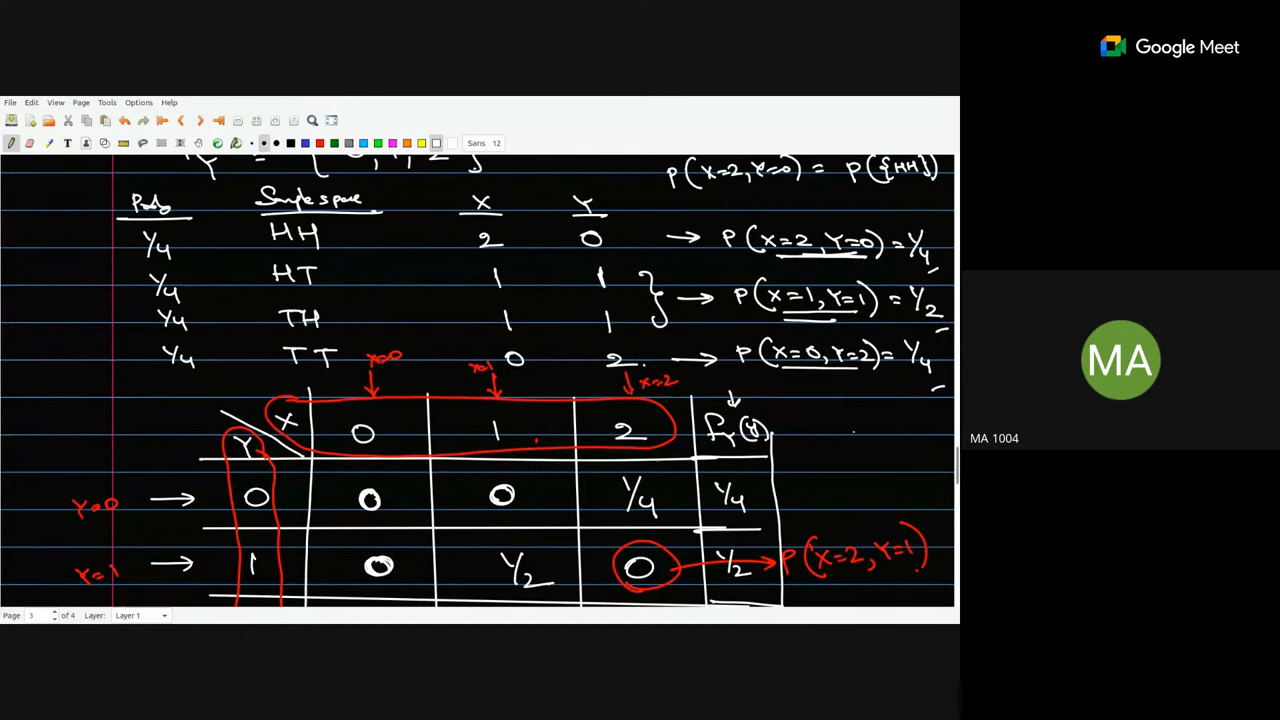 Google Meet
File Edit View Page Tools Options Help
Sans 12
P(X=2, Y=0) = P({HH})
Prob Sample space X Y
1/4 HH 2 0 → P(X=2, Y=0) = 1/4
1/4 HT 1 1
} → P(X=1, Y=1) = 1/2
1/4 TH 1 1
1/4 TT 0 2. → P(X=0, Y=2) = 1/4
X=1 X=2
X 0 1 2 f_Y(y)
Y
Y=0 → 0 0 0 1/4 1/4
Y=1 → 1 0 1/2 0 1/2 → P(X=2, Y=1)
MA
MA 1004
Page 3 of 4 Layer: Layer 1